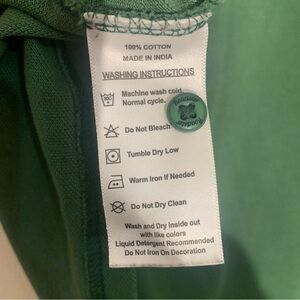 100% COTTON
MADE IN INDIA
WASHING INSTRUCTIONS
Machine wash cold
Normal cycle.
Do Not Bleach
Tumble Dry Low
Warm Iron If Needed
Do Not Dry Clean
Wash and Dry Inside out
with like colors
Liquid Detergent Recommended
Do Not Iron On Decoration